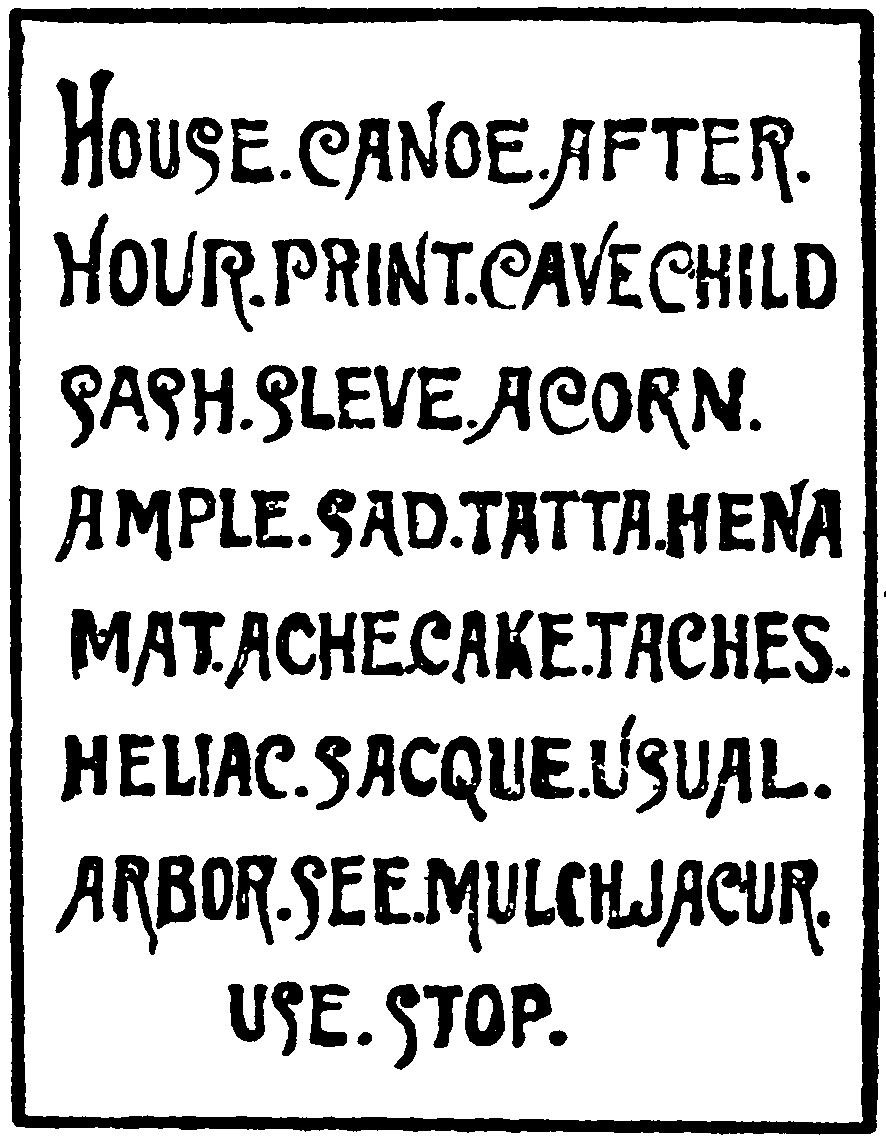 HOUSE. CANOE. AFTER.
HOUR. PRINT. CAVE CHILD
SASH. SLEVE. ACORN.
AMPLE. SAD. TATTA. HENA
MAT. ACHE. CAKE. TACHES.
HELIAC. SACQUE. USUAL.
ARBOR. SEE. MULCH. JACUR.
USE. STOP.